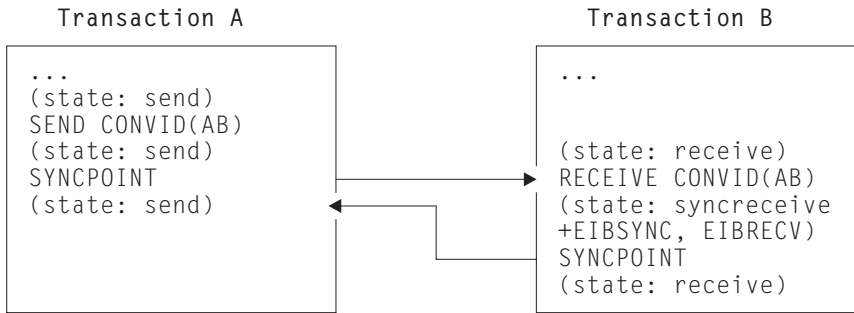 Transaction A
Transaction B
...
(state: send)
SEND CONVID(AB)
(state: send)
SYNCPOINT
(state: send)
...
(state: receive)
RECEIVE CONVID(AB)
(state: syncreceive
+EIBSYNC, EIBRECV)
SYNCPOINT
(state: receive)